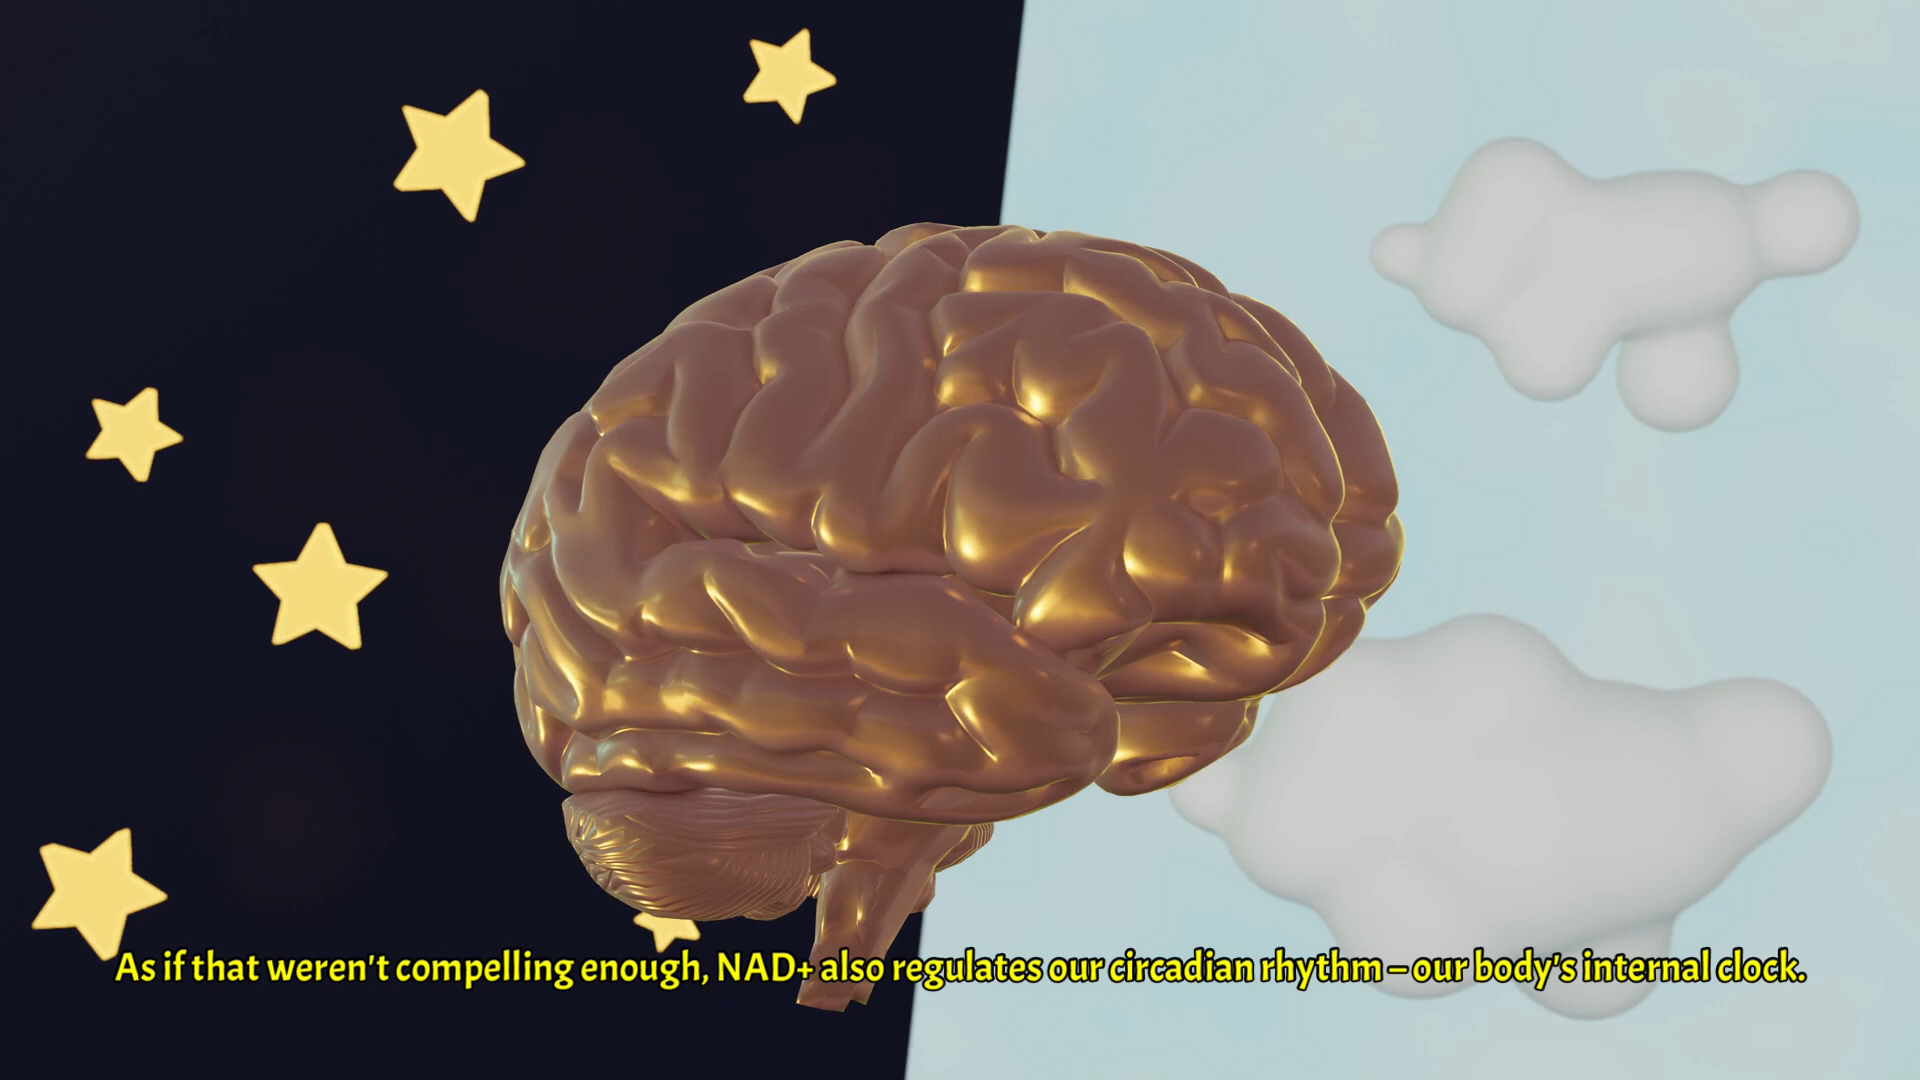 As if that weren't compelling enough, NAD+ also regulates our circadian rhythm – our body's internal clock.